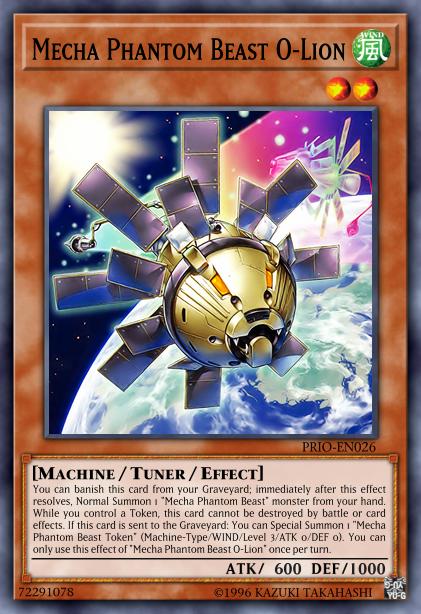 MECHA PHANTOM BEAST O-LION
WIND
風
PRIO-EN026
[MACHINE / TUNER / EFFECT]
You can banish this card from your Graveyard; immediately after this effect
resolves, Normal Summon 1 "Mecha Phantom Beast" monster from your hand.
While you control a Token, this card cannot be destroyed by battle or card
effects. If this card is sent to the Graveyard: You can Special Summon 1 "Mecha
Phantom Beast Token" (Machine-Type/WIND/Level 3/ATK 0/DEF 0). You can
only use this effect of "Mecha Phantom Beast O-Lion" once per turn.
ATK/ 600 DEF/1000
72291078
©1996 KAZUKI TAKAHASHI